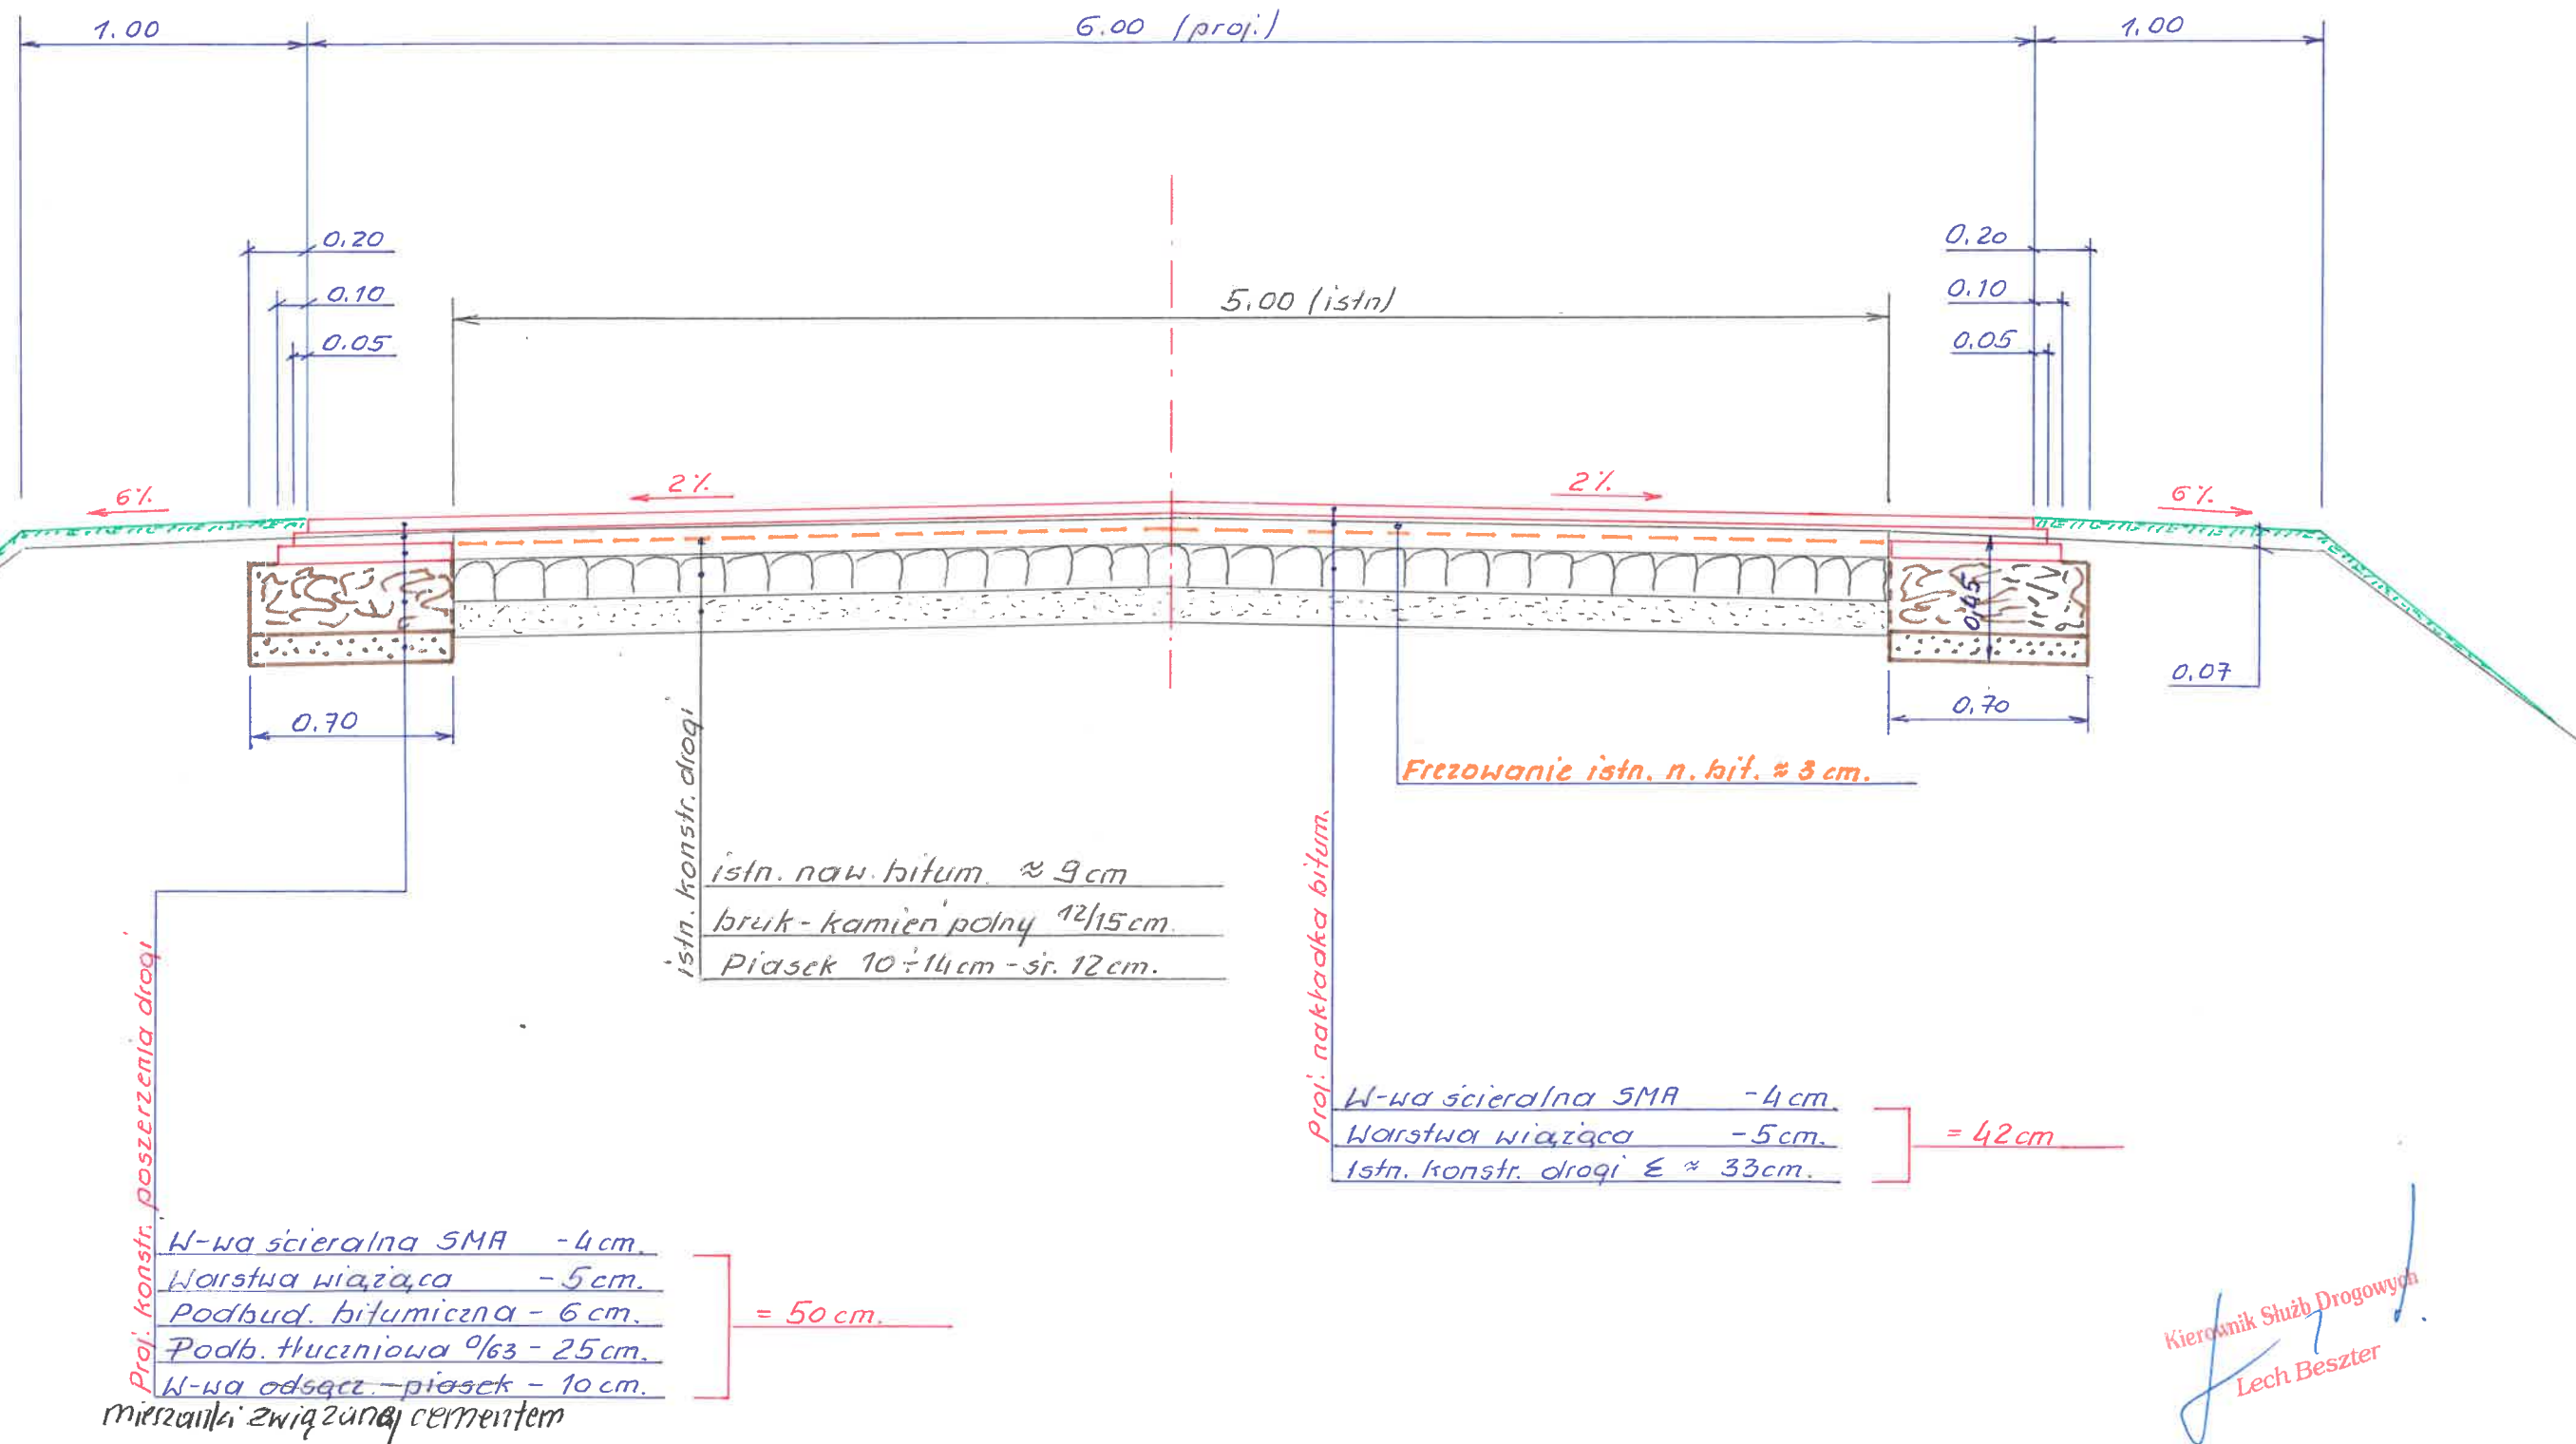 1.00
6.00 (proj.)
1.00
0,20
0.10
0.05
0.20
0.10
0.05
5.00 (istn)
6%
2%
2%
6%
0.45
0.70
0.70
0.07
Frezowanie istn. n. bit. ≈ 3 cm.
istn. konstr. drogi
istn. naw. bitum. ≈ 9 cm
bruk - kamień polny 12/15 cm.
Piasek 10 ÷ 14 cm - śr. 12 cm.
Proj. nakładka bitum.
W-wa ścieralna SMA - 4 cm.
Warstwa wiążąca - 5 cm.
Istn. konstr. drogi Σ ≈ 33 cm.
= 42 cm
Proj. konstr. poszerzenia drogi
W-wa ścieralna SMA - 4 cm.
Warstwa wiążąca - 5 cm.
Podbud. bitumiczna - 6 cm.
Podb. tłuczniowa 0/63 - 25 cm.
W-wa odsącz. - piasek - 10 cm.
= 50 cm.
mieszanki związanej cementem
Kierownik Służb Drogowych
Lech Beszter